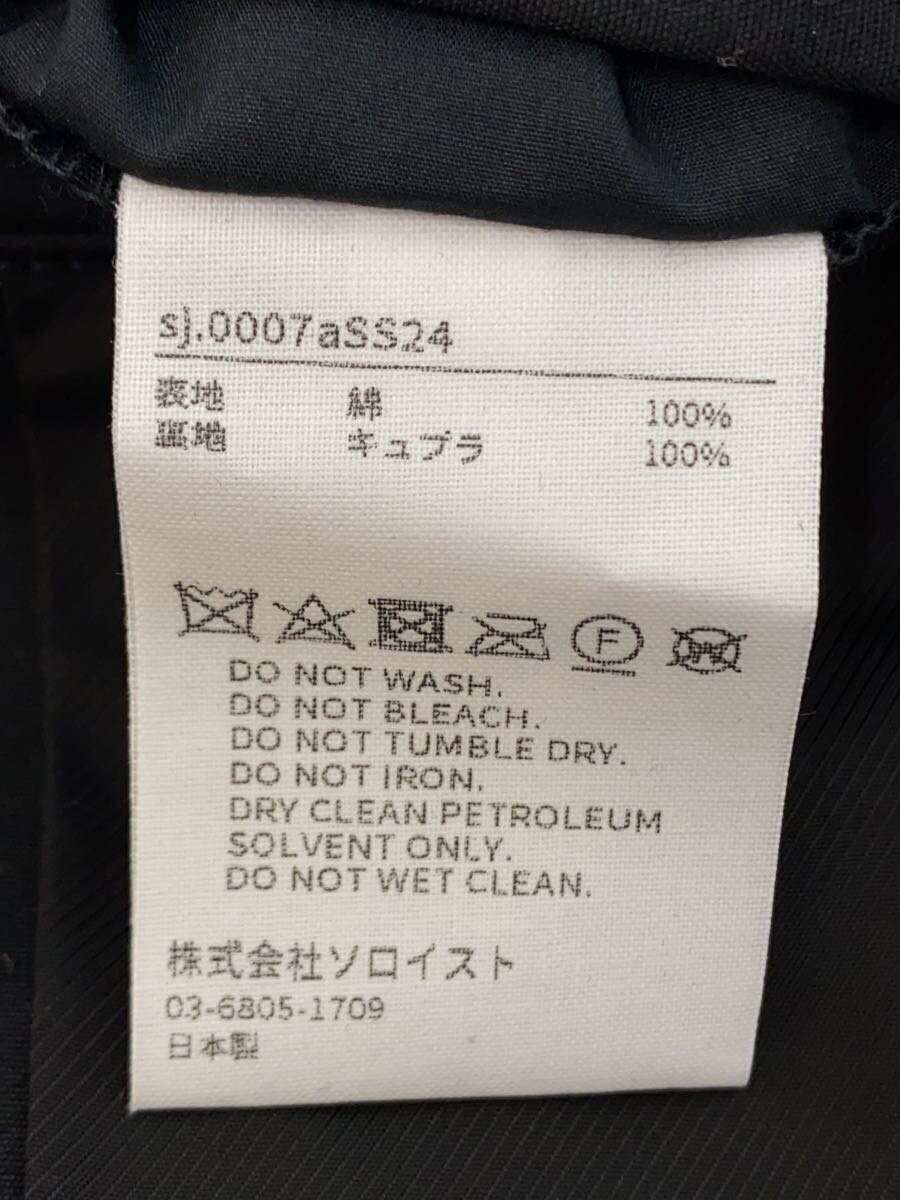 sj.0007aSS24
表地 綿 100%
裏地 キュプラ 100%
F
DO NOT WASH.
DO NOT BLEACH.
DO NOT TUMBLE DRY.
DO NOT IRON.
DRY CLEAN PETROLEUM
SOLVENT ONLY.
DO NOT WET CLEAN.
株式会社ソロイスト
03-6805-1709
日本製